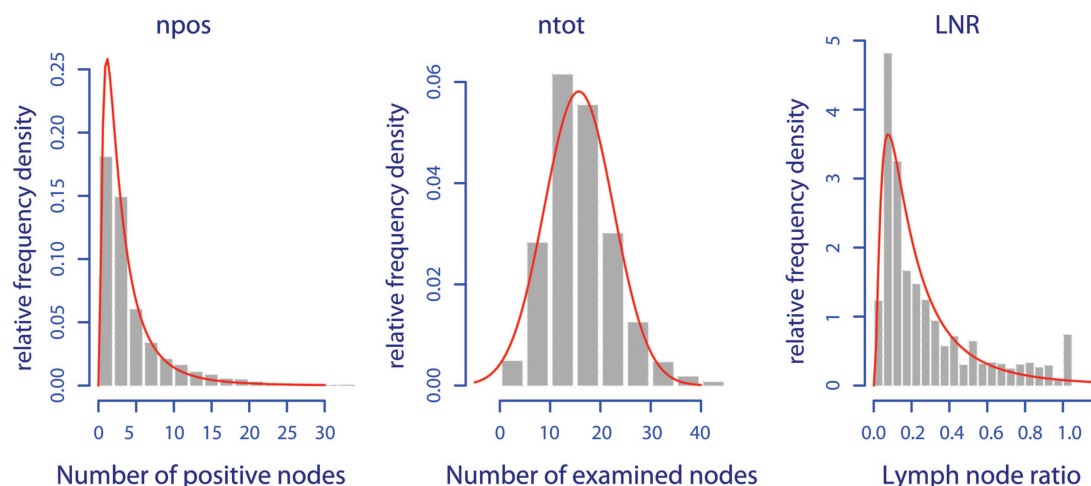 npos
relative frequency density
0.00 0.05 0.10 0.15 0.20 0.25
0 5 10 15 20 25 30
Number of positive nodes
ntot
relative frequency density
0.00 0.02 0.04 0.06
0 10 20 30 40
Number of examined nodes
LNR
relative frequency density
0 1 2 3 4 5
0.0 0.2 0.4 0.6 0.8 1.0
Lymph node ratio